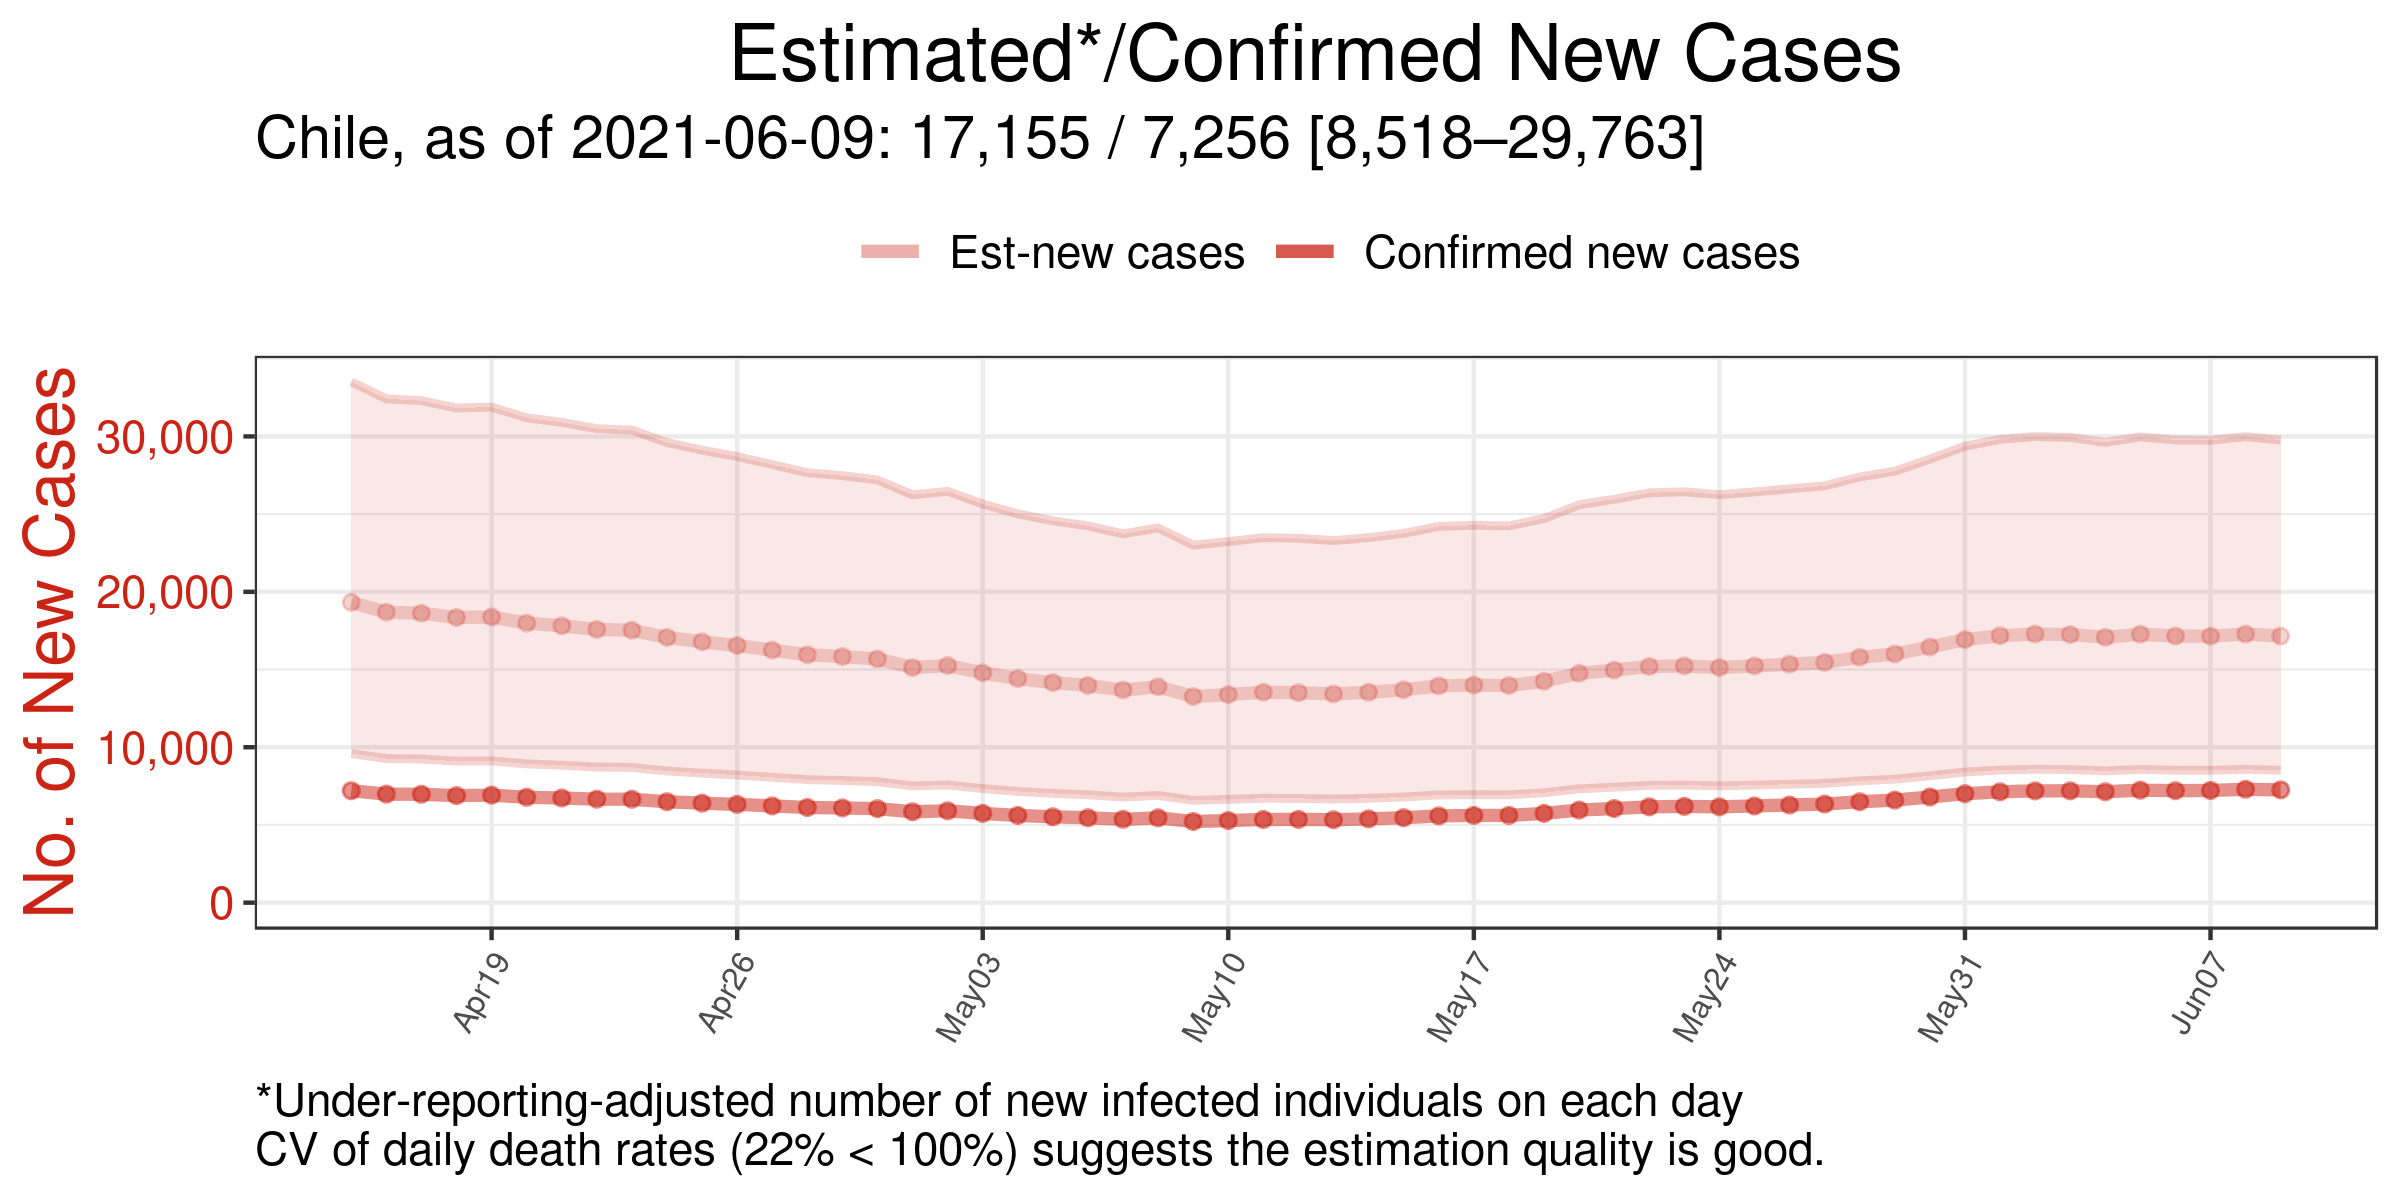 Estimated*/Confirmed New Cases
Chile, as of 2021-06-09: 17,155 / 7,256 [8,518–29,763]
Est-new cases Confirmed new cases
No. of New Cases
30,000
20,000
10,000
0
Apr19 Apr26 May03 May10 May17 May24 May31 Jun07
*Under-reporting-adjusted number of new infected individuals on each day
CV of daily death rates (22% < 100%) suggests the estimation quality is good.